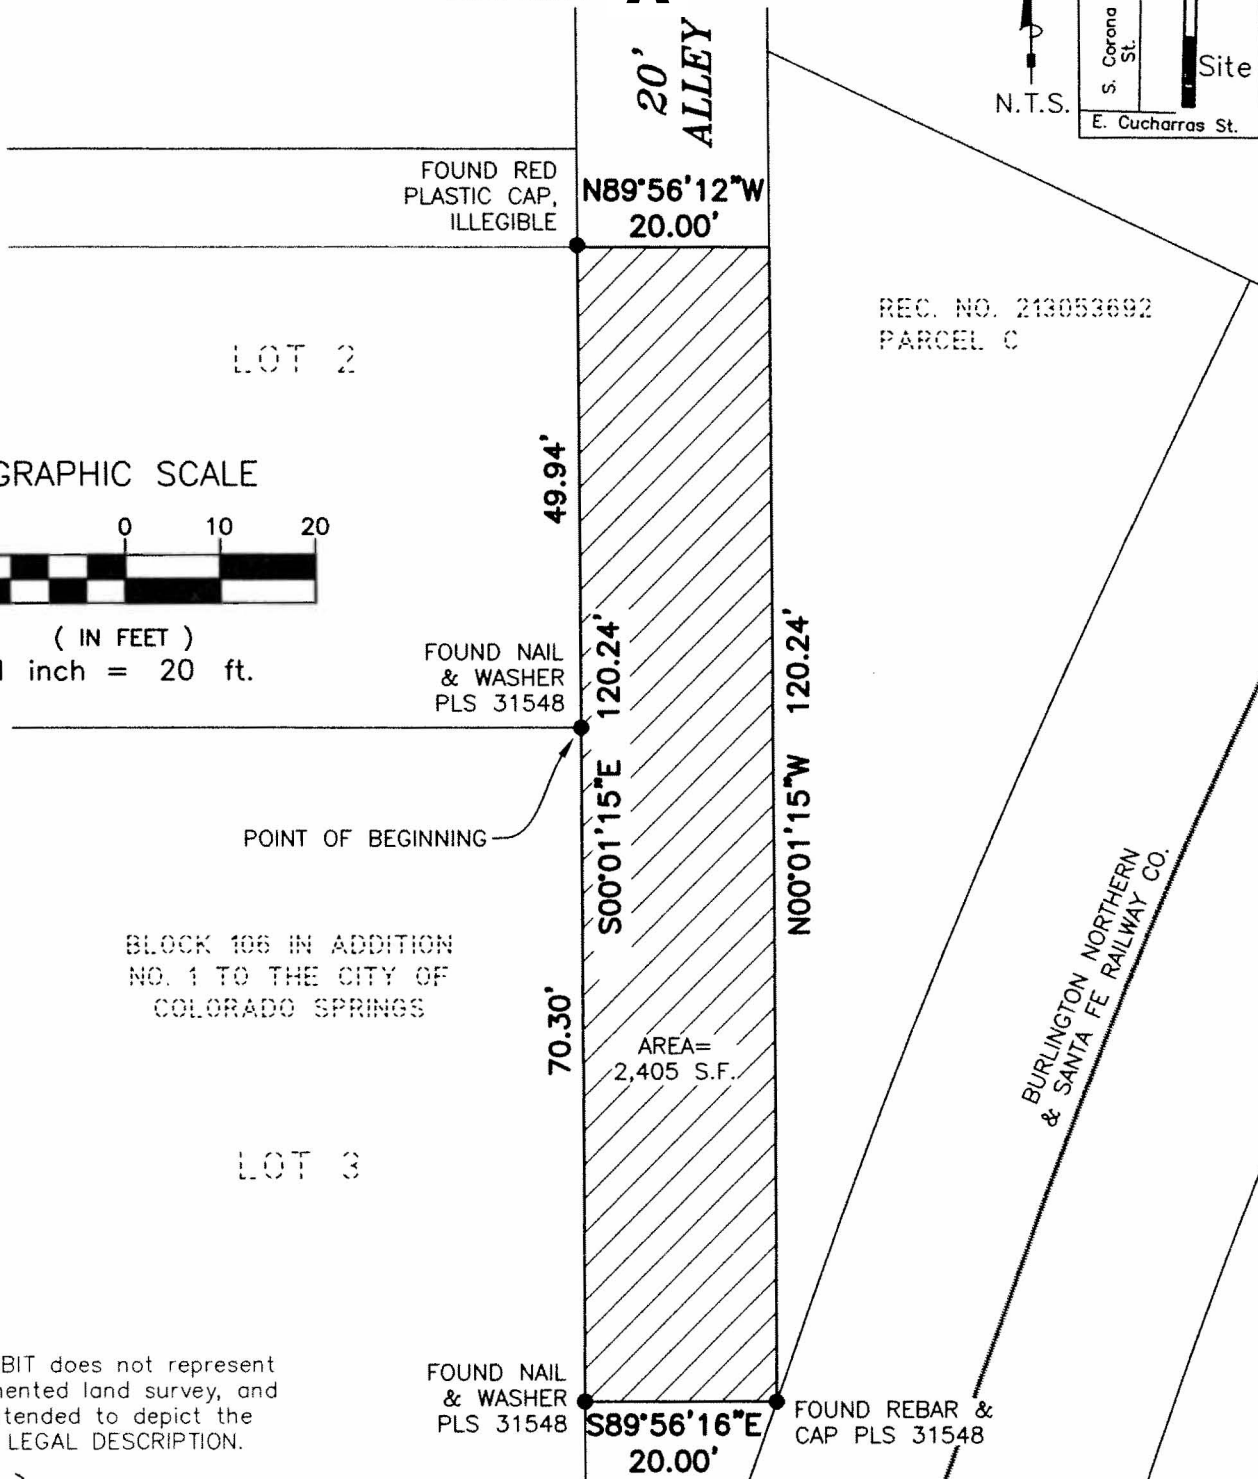 20'
ALLEY
N.T.S.
S. Corona
St.
Site
E. Cucharras St.
FOUND RED
PLASTIC CAP,
ILLEGIBLE
N89°56'12"W
20.00'
REC. NO. 213053692
PARCEL C
LOT 2
49.94'
GRAPHIC SCALE
0 10 20
( IN FEET )
inch = 20 ft.
FOUND NAIL
& WASHER
PLS 31548
S00°01'15"E 120.24'
N00°01'15"W 120.24'
POINT OF BEGINNING
BLOCK 106 IN ADDITION
NO. 1 TO THE CITY OF
COLORADO SPRINGS
70.30'
AREA=
2,405 S.F.
BURLINGTON NORTHERN
& SANTA FE RAILWAY CO.
LOT 3
BIT does not represent
ented land survey, and
tended to depict the
LEGAL DESCRIPTION.
FOUND NAIL
& WASHER
PLS 31548
S89°56'16"E
20.00'
FOUND REBAR &
CAP PLS 31548